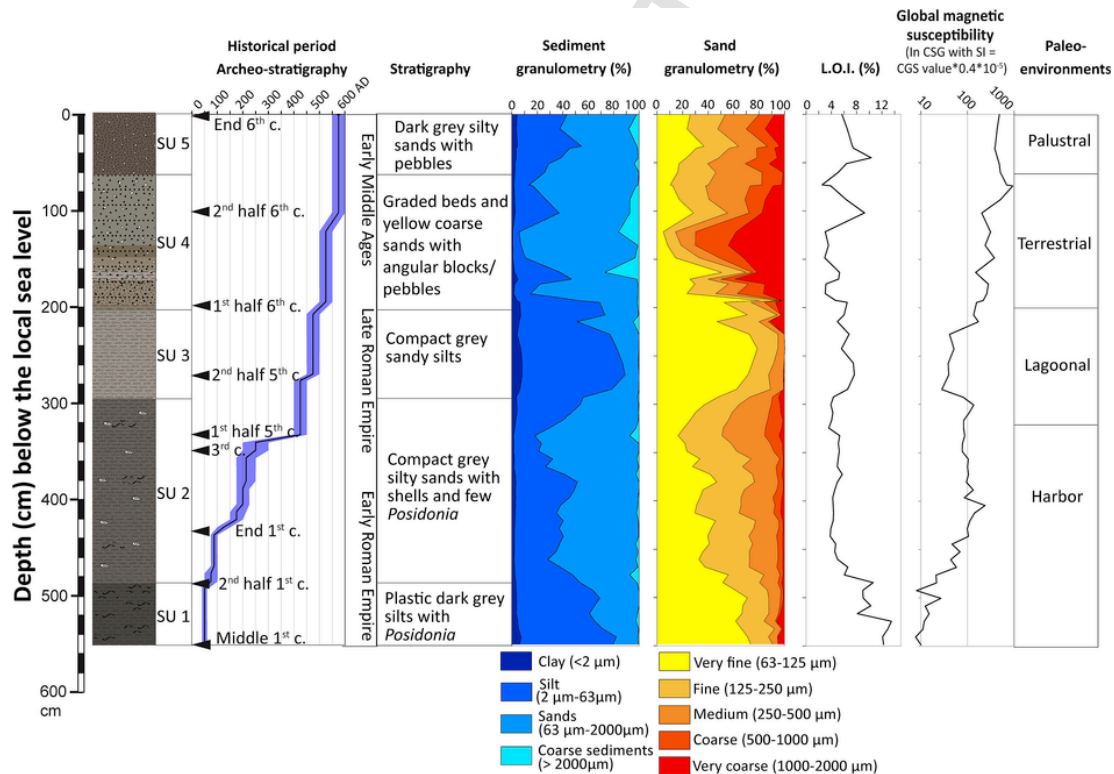 Historical period
Archeo-stratigraphy
Stratigraphy
Sediment
granulometry (%)
Sand
granulometry (%)
L.O.I. (%)
Global magnetic
susceptibility
(In CSG with SI =
CGS value*0.4*10⁻⁵)
Paleo-
environments
0 100 200 300 400 500 600 AD
20 40 60 80 100
20 40 60 80 100
0 4 8 12
10 100 1000
Depth (cm) below the local sea level
0
100
200
300
400
500
600
cm
SU 5
SU 4
SU 3
SU 2
SU 1
End 6th c.
2nd half 6th c.
1st half 6th c.
2nd half 5th c.
1st half 5th c.
3rd c.
End 1st c.
2nd half 1st c.
Middle 1st c.
Early Middle Ages
Late Roman Empire
Early Roman Empire
Dark grey silty
sands with
pebbles
Graded beds and
yellow coarse
sands with
angular blocks/
pebbles
Compact grey
sandy silts
Compact grey
silty sands with
shells and few
Posidonia
Plastic dark grey
silts with
Posidonia
Palustral
Terrestrial
Lagoonal
Harbor
Clay (<2 µm)
Silt
(2 µm-63µm)
Sands
(63 µm-2000µm)
Coarse sediments
(> 2000µm)
Very fine (63-125 µm)
Fine (125-250 µm)
Medium (250-500 µm)
Coarse (500-1000 µm)
Very coarse (1000-2000 µm)